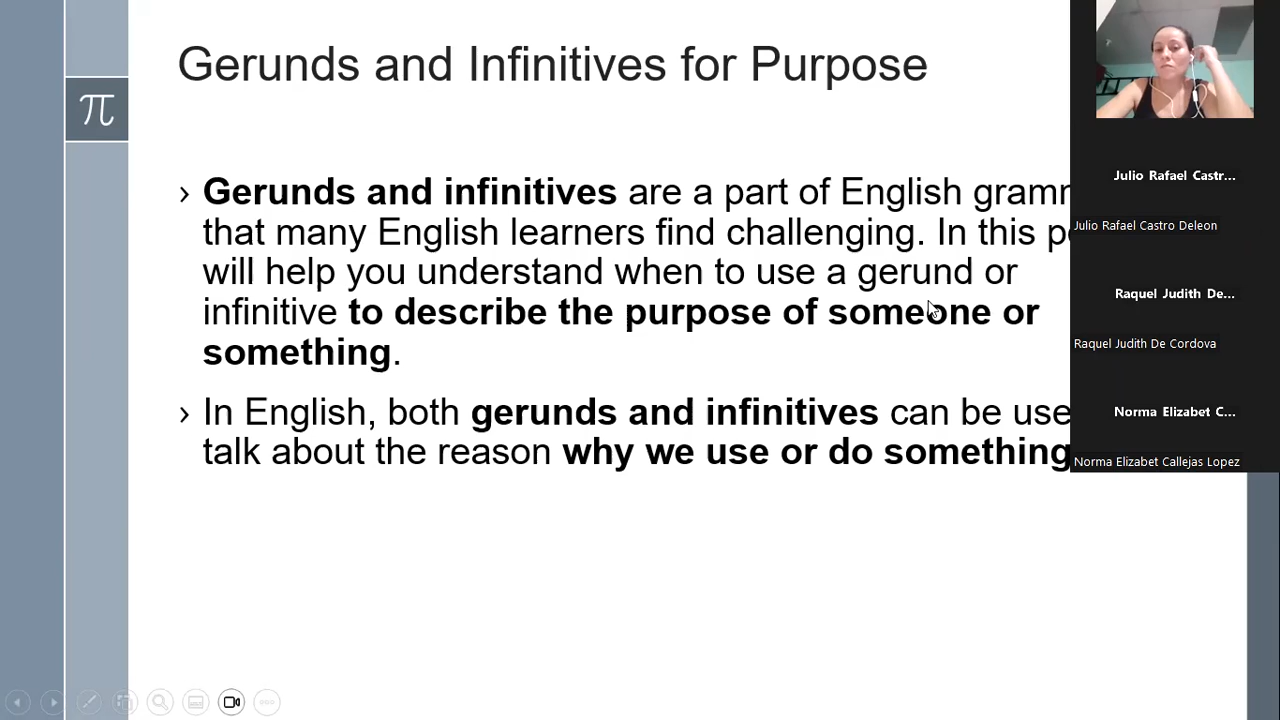 Gerunds and Infinitives for Purpose
π
› Gerunds and infinitives are a part of English
that many English learners find challenging. In this
will help you understand when to use a gerund or
infinitive to describe the purpose of someone or
something.
› In English, both gerunds and infinitives can be
talk about the reason why we use or do something
Julio Rafael Castr...
Julio Rafael Castro Deleon
Raquel Judith De...
Raquel Judith De Cordova
Norma Elizabet C...
Norma Elizabet Callejas Lopez